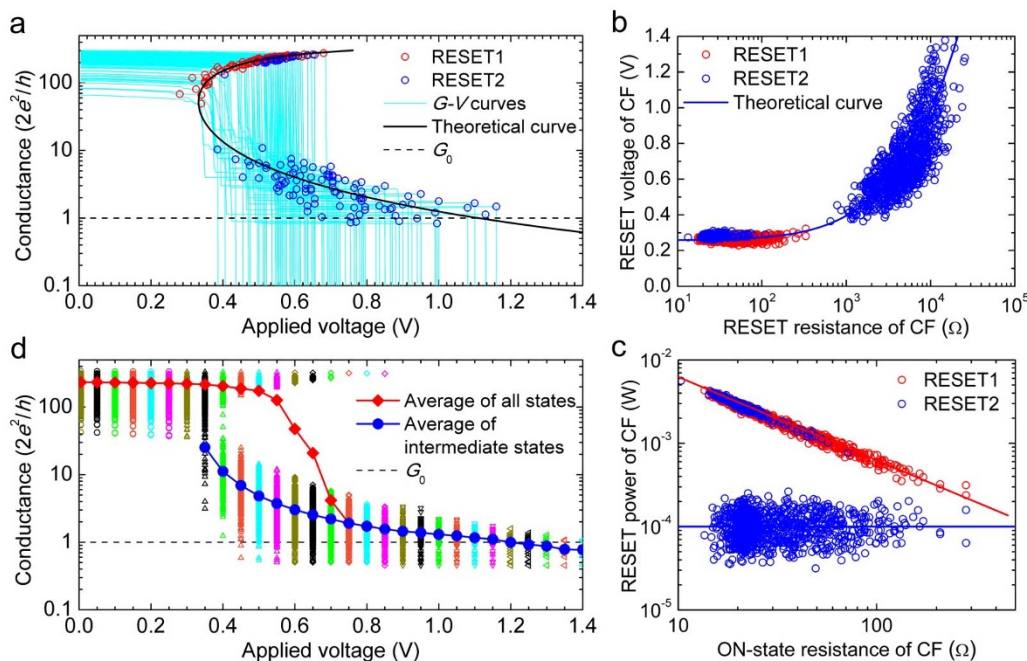 a
Conductance (2e²/h)
100
10
1
0.1
RESET1
RESET2
G-V curves
Theoretical curve
G₀
0.0 0.2 0.4 0.6 0.8 1.0 1.2 1.4
Applied voltage (V)
b
RESET voltage of CF (V)
1.4
1.2
1.0
0.8
0.6
0.4
0.2
0.0
RESET1
RESET2
Theoretical curve
10¹ 10² 10³ 10⁴ 10⁵
RESET resistance of CF (Ω)
d
Conductance (2e²/h)
100
10
1
0.1
Average of all states
Average of
intermediate states
G₀
0.0 0.2 0.4 0.6 0.8 1.0 1.2 1.4
Applied voltage (V)
c
RESET power of CF (W)
10⁻²
10⁻³
10⁻⁴
10⁻⁵
RESET1
RESET2
10 100
ON-state resistance of CF (Ω)